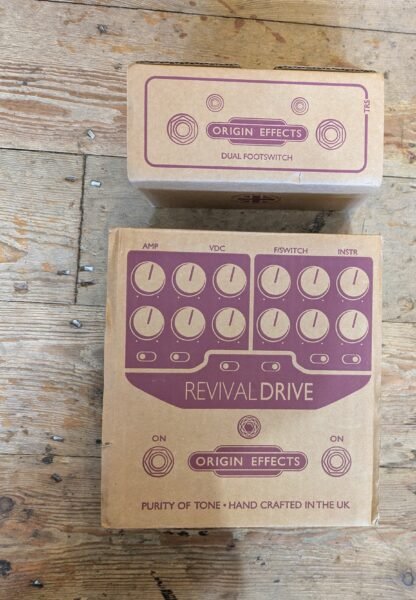 TRS
ORIGIN EFFECTS
DUAL FOOTSWITCH
AMP VDC F/SWITCH INSTR
REVIVALDRIVE
ON ON
ORIGIN EFFECTS
PURITY OF TONE • HAND CRAFTED IN THE UK